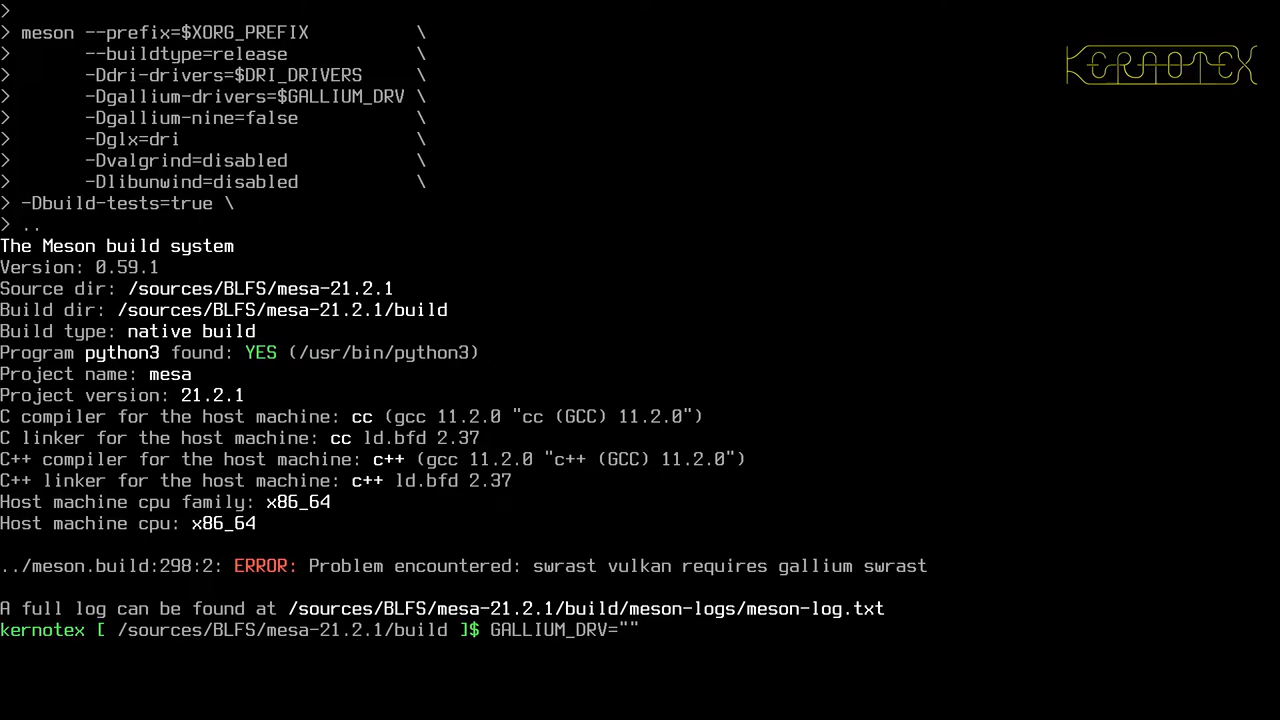 >
> meson --prefix=$XORG_PREFIX          \
>       --buildtype=release            \
>       -Ddri-drivers=$DRI_DRIVERS     \
>       -Dgallium-drivers=$GALLIUM_DRV \
>       -Dgallium-nine=false           \
>       -Dglx=dri                      \
>       -Dvalgrind=disabled            \
>       -Dlibunwind=disabled           \
> -Dbuild-tests=true \
> ..
The Meson build system
Version: 0.59.1
Source dir: /sources/BLFS/mesa-21.2.1
Build dir: /sources/BLFS/mesa-21.2.1/build
Build type: native build
Program python3 found: YES (/usr/bin/python3)
Project name: mesa
Project version: 21.2.1
C compiler for the host machine: cc (gcc 11.2.0 "cc (GCC) 11.2.0")
C linker for the host machine: cc ld.bfd 2.37
C++ compiler for the host machine: c++ (gcc 11.2.0 "c++ (GCC) 11.2.0")
C++ linker for the host machine: c++ ld.bfd 2.37
Host machine cpu family: x86_64
Host machine cpu: x86_64
../meson.build:298:2: ERROR: Problem encountered: swrast vulkan requires gallium swrast
A full log can be found at /sources/BLFS/mesa-21.2.1/build/meson-logs/meson-log.txt
kernotex [ /sources/BLFS/mesa-21.2.1/build ]$ GALLIUM_DRV=""
KERNOTEX